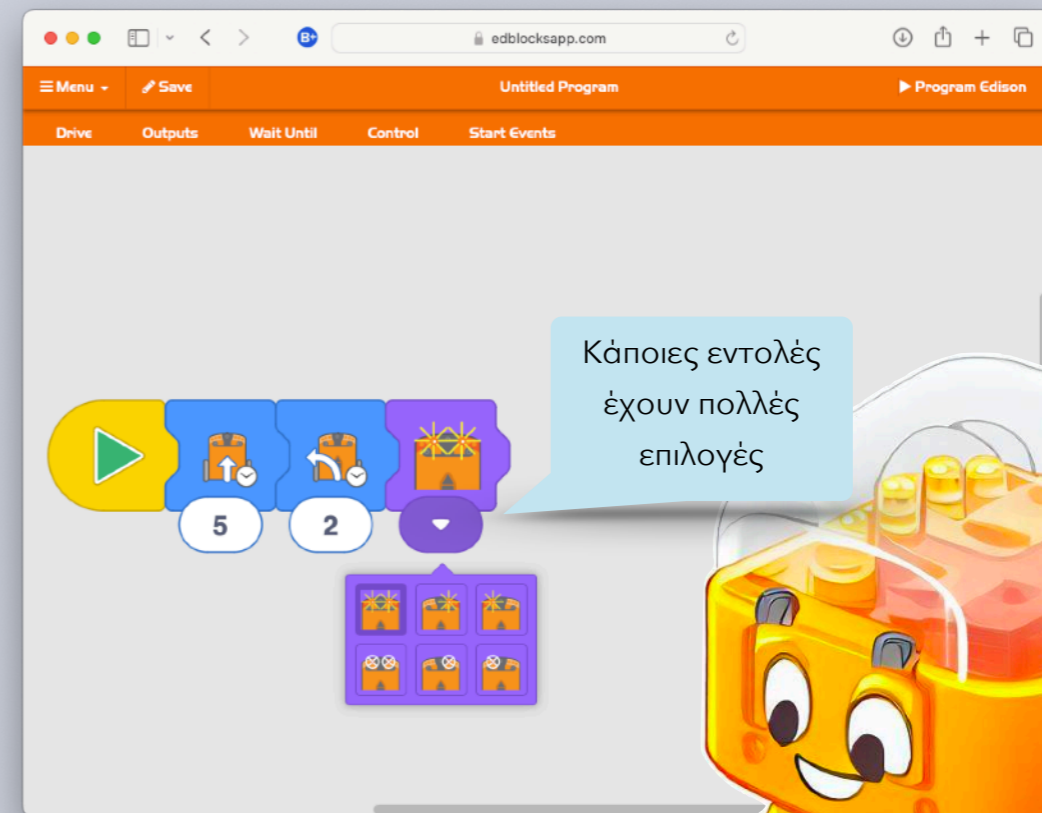 B+
edblocksapp.com
Menu
Save
Untitled Program
Program Edison
Drive
Outputs
Wait Until
Control
Start Events
Κάποιες εντολές
έχουν πολλές
επιλογές
5
2